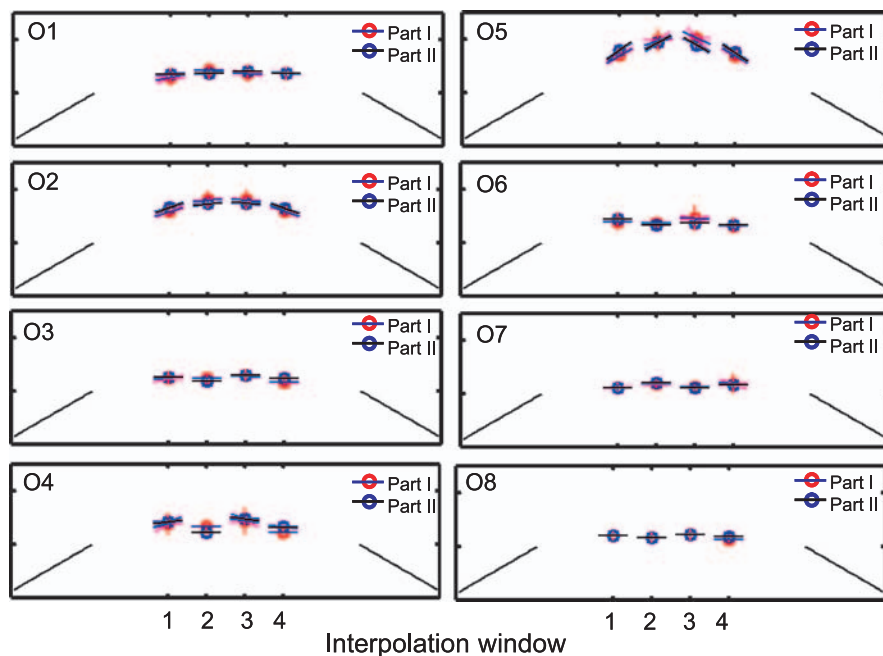 O1
Part I
Part II
O5
Part I
Part II
O2
Part I
Part II
O6
Part I
Part II
O3
Part I
Part II
O7
Part I
Part II
O4
Part I
Part II
O8
Part I
Part II
1 2 3 4 1 2 3 4
Interpolation window